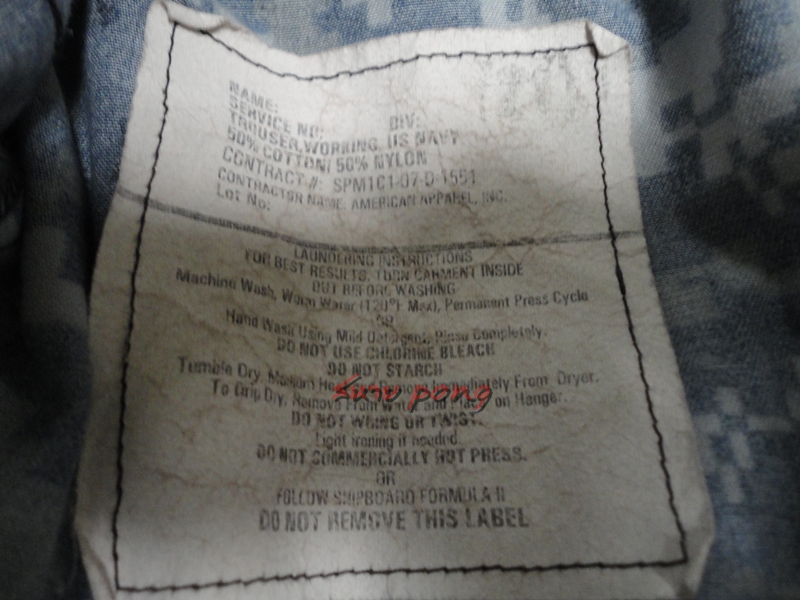 NAME:
SERVICE NO: DIV:
TROUSER, WORKING, US NAVY
50% COTTON/ 50% NYLON
CONTRACT #: SPM1C1-07-D-1551
CONTRACTOR NAME: AMERICAN APPAREL, INC.
Lot No:
LAUNDERING INSTRUCTIONS
FOR BEST RESULTS, TURN GARMENT INSIDE
OUT BEFORE WASHING
Machine Wash, Warm Water (120°F Max), Permanent Press Cycle
OR
Hand Wash Using Mild Detergent. Rinse Completely.
DO NOT USE CHLORINE BLEACH
DO NOT STARCH
Tumble Dry, Medium Immediately From Dryer.
To Drip Dry, Remove From Water and Place on Hanger.
pong
DO NOT WRING OR TWIST.
Light ironing if needed.
DO NOT COMMERCIALLY HOT PRESS.
OR
FOLLOW SHIPBOARD FORMULA II
DO NOT REMOVE THIS LABEL